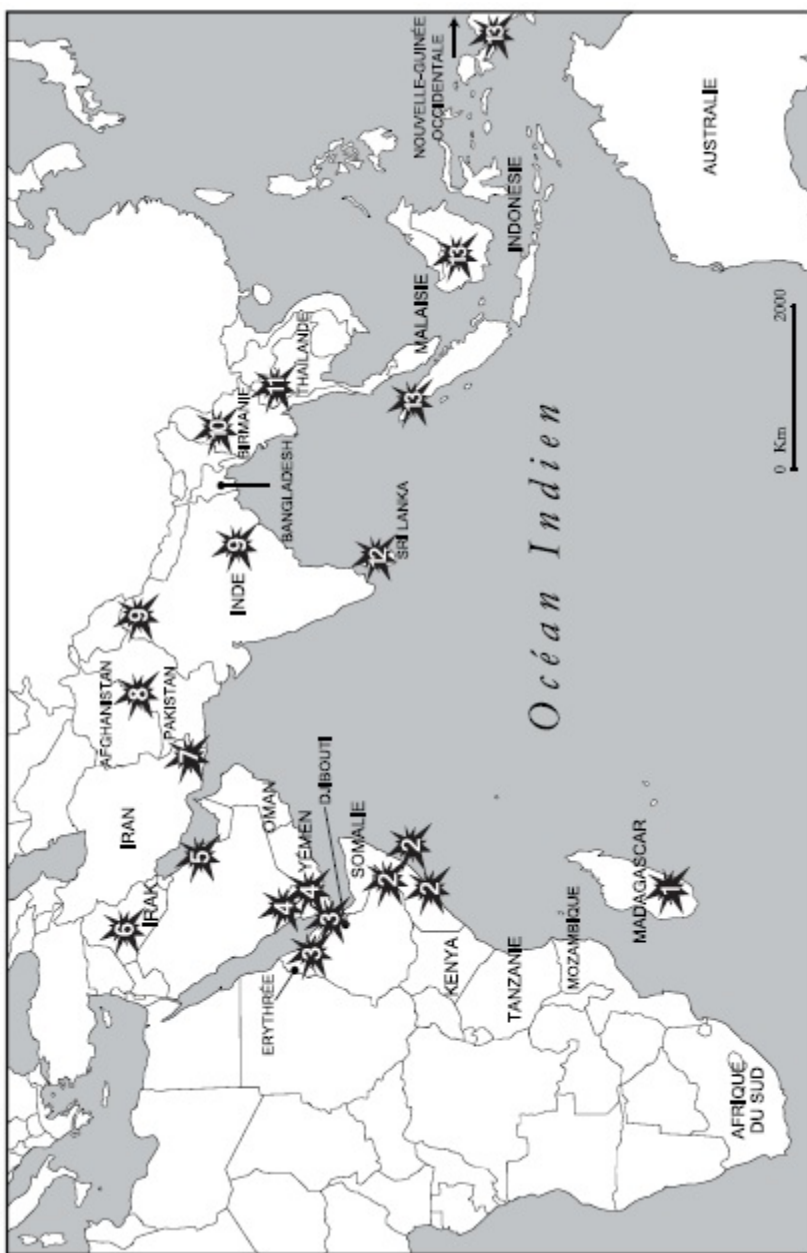 NOUVELLE-GUINÉE
OCCIDENTALE
13
AUSTRALIE
INDONÉSIE
13
MALAISIE
13
THAÏLANDE
11
BIRMANIE
10
BANGLADESH
INDE
9
9
SRI LANKA
12
AFGHANISTAN
8
PAKISTAN
7
IRAN
5
OMAN
IRAK
6
YÉMEN
4
4
DJIBOUTI
SOMALIE
2
2
2
3
3
ERYTHRÉE
KENYA
TANZANIE
MOZAMBIQUE
MADAGASCAR
1
AFRIQUE
DU SUD
Océan Indien
0 Km 2000